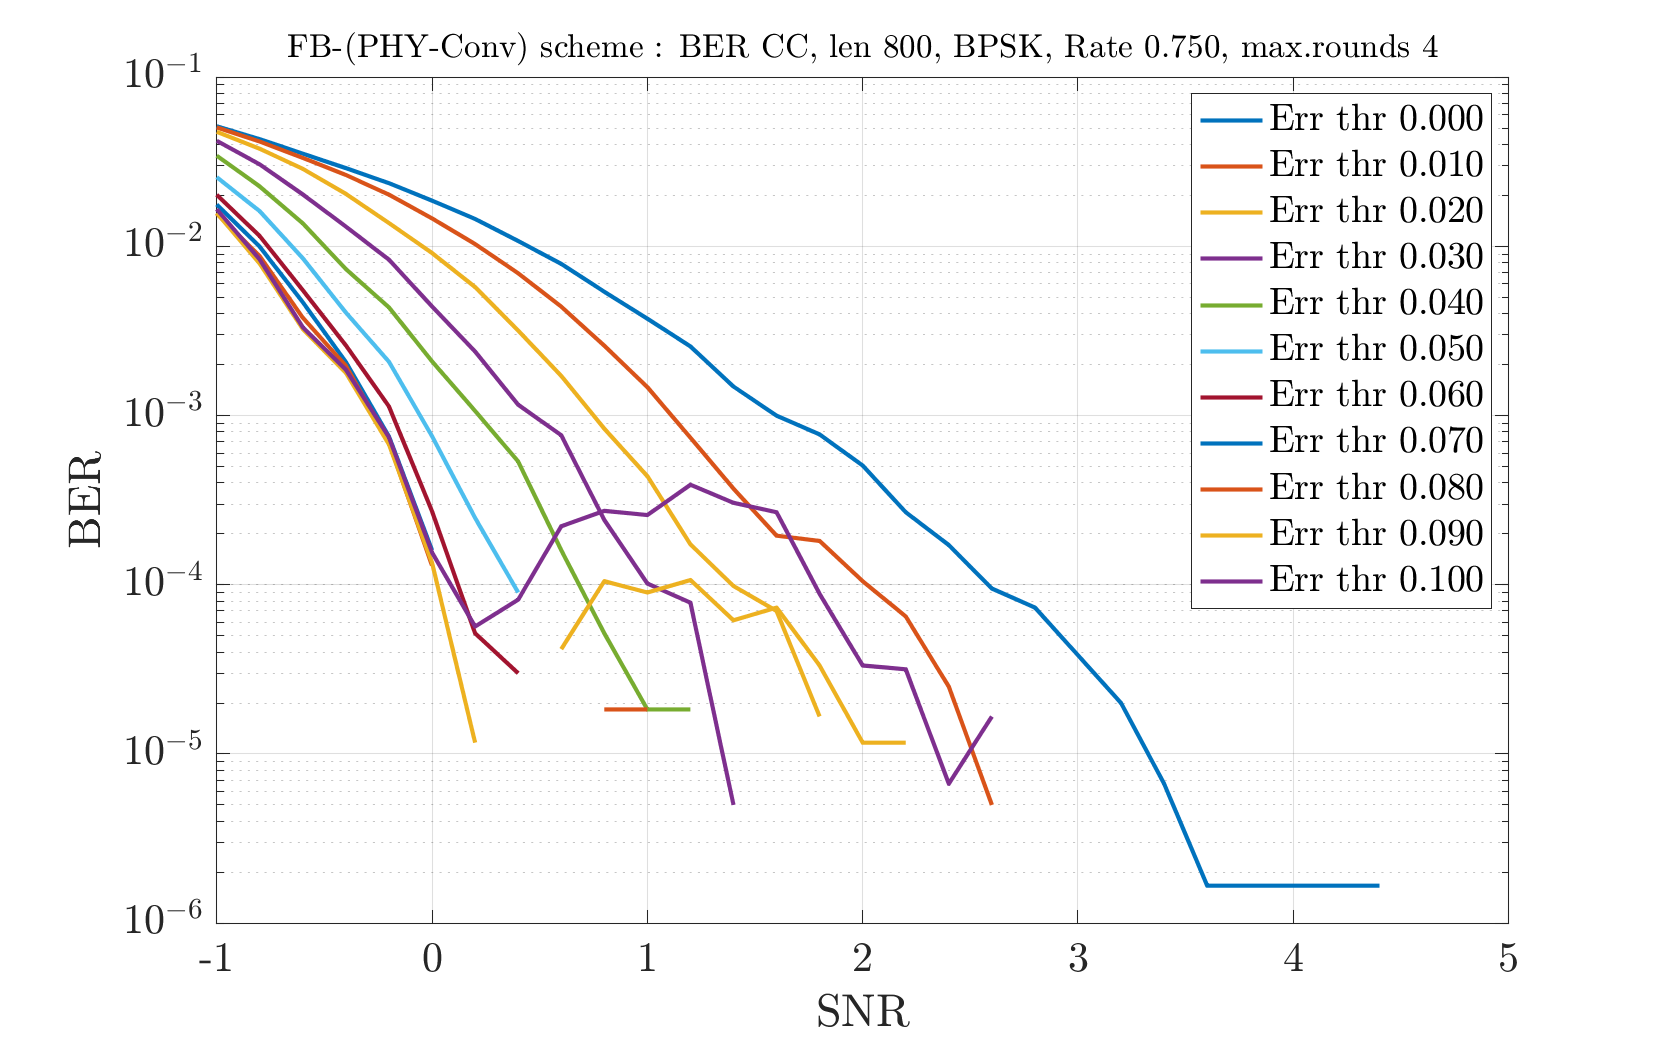 FB-(PHY-Conv) scheme : BER CC, len 800, BPSK, Rate 0.750, max.rounds 4
10^{-1}
10^{-2}
10^{-3}
10^{-4}
10^{-5}
10^{-6}
BER
Err thr 0.000
Err thr 0.010
Err thr 0.020
Err thr 0.030
Err thr 0.040
Err thr 0.050
Err thr 0.060
Err thr 0.070
Err thr 0.080
Err thr 0.090
Err thr 0.100
-1 0 1 2 3 4 5
SNR